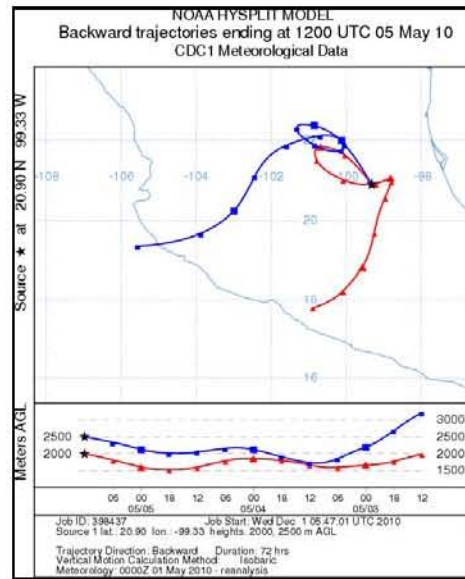 NOAA HYSPLIT MODEL
Backward trajectories ending at 1200 UTC 05 May 10
CDC1 Meteorological Data
Source ★ at 20.90 N 99.33 W
-108 -106 -104 -102 -100 -98
20
18
16
Meters AGL
2500
2000
3000
2500
2000
1500
06 00 18 12 06 00 18 12 06 00 18 12
05/05 05/04 05/03
Job ID: 398437 Job Start: Wed Dec 1 05:47:01 UTC 2010
Source 1 lat.: 20.90 lon.: -99.33 heights: 2000, 2500 m AGL
Trajectory Direction: Backward Duration: 72 hrs
Vertical Motion Calculation Method: Isobaric
Meteorology: 0000Z 01 May 2010 - reanalysis